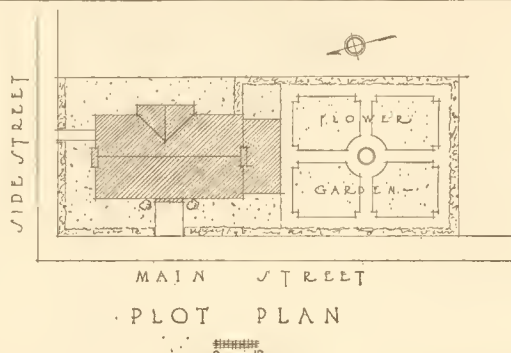 SIDE STREET
FLOWER
GARDEN
MAIN STREET
PLOT PLAN